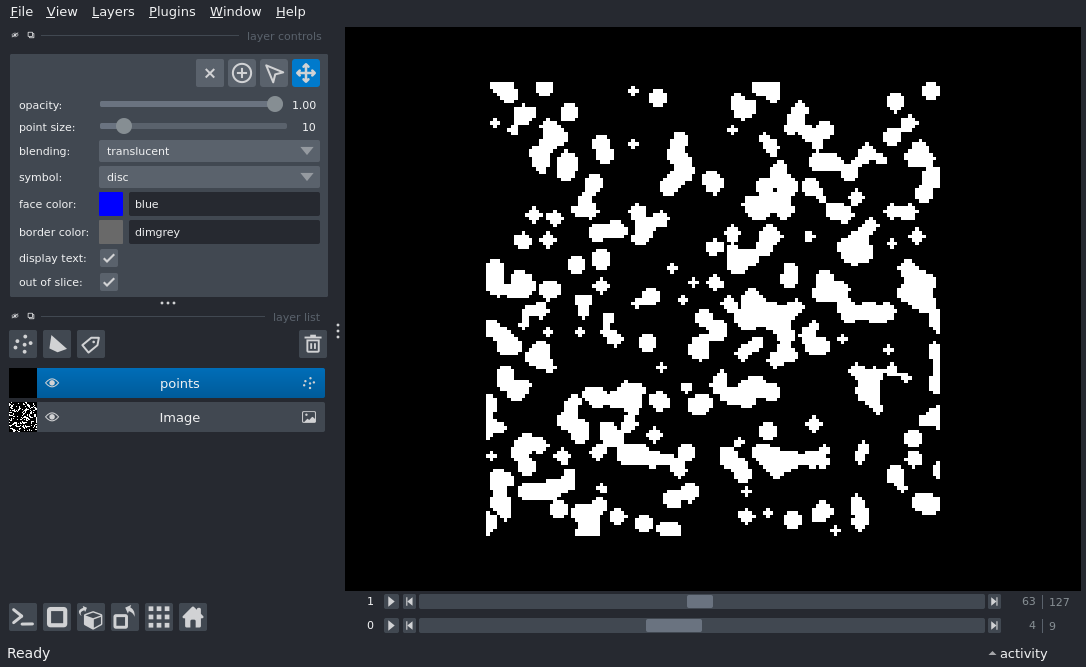 File View Layers Plugins Window Help
layer controls
opacity: 1.00
point size: 10
blending: translucent
symbol: disc
face color: blue
border color: dimgrey
display text:
out of slice:
layer list
points
Image
1 63 | 127
0 4 | 9
Ready activity